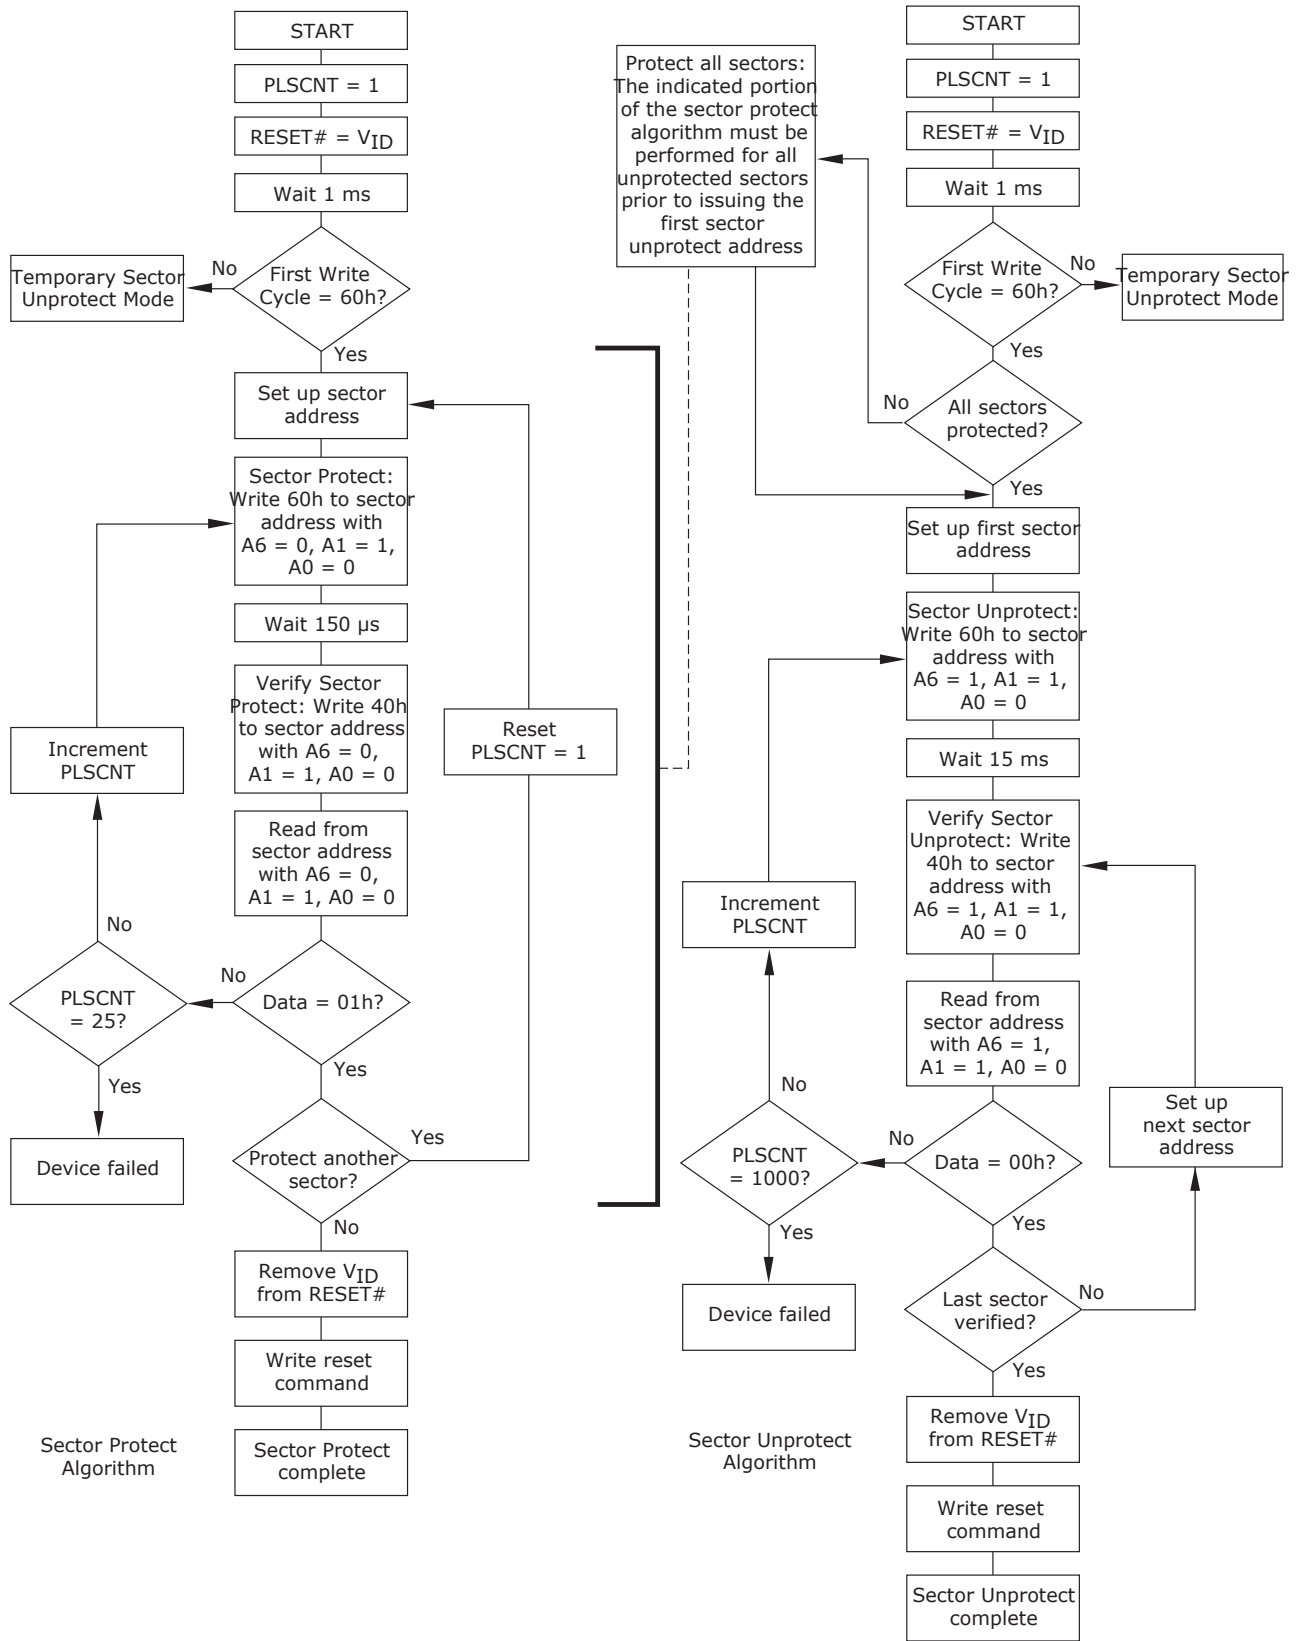 START
PLSCNT = 1
RESET# = VID
Wait 1 ms
First Write
Cycle = 60h?
No
Temporary Sector
Unprotect Mode
Yes
Set up sector
address
Sector Protect:
Write 60h to sector
address with
A6 = 0, A1 = 1,
A0 = 0
Wait 150 µs
Verify Sector
Protect: Write 40h
to sector address
with A6 = 0,
A1 = 1, A0 = 0
Read from
sector address
with A6 = 0,
A1 = 1, A0 = 0
Data = 01h?
No
PLSCNT
= 25?
No
Increment
PLSCNT
Yes
Device failed
Yes
Protect another
sector?
Yes
Reset
PLSCNT = 1
No
Remove VID
from RESET#
Write reset
command
Sector Protect
complete
Sector Protect
Algorithm
Protect all sectors:
The indicated portion
of the sector protect
algorithm must be
performed for all
unprotected sectors
prior to issuing the
first sector
unprotect address
START
PLSCNT = 1
RESET# = VID
Wait 1 ms
First Write
Cycle = 60h?
No
Temporary Sector
Unprotect Mode
Yes
All sectors
protected?
No
Yes
Set up first sector
address
Sector Unprotect:
Write 60h to sector
address with
A6 = 1, A1 = 1,
A0 = 0
Wait 15 ms
Verify Sector
Unprotect: Write
40h to sector
address with
A6 = 1, A1 = 1,
A0 = 0
Read from
sector address
with A6 = 1,
A1 = 1, A0 = 0
Data = 00h?
No
PLSCNT
= 1000?
No
Increment
PLSCNT
Yes
Device failed
Yes
Last sector
verified?
No
Set up
next sector
address
Yes
Remove VID
from RESET#
Write reset
command
Sector Unprotect
complete
Sector Unprotect
Algorithm